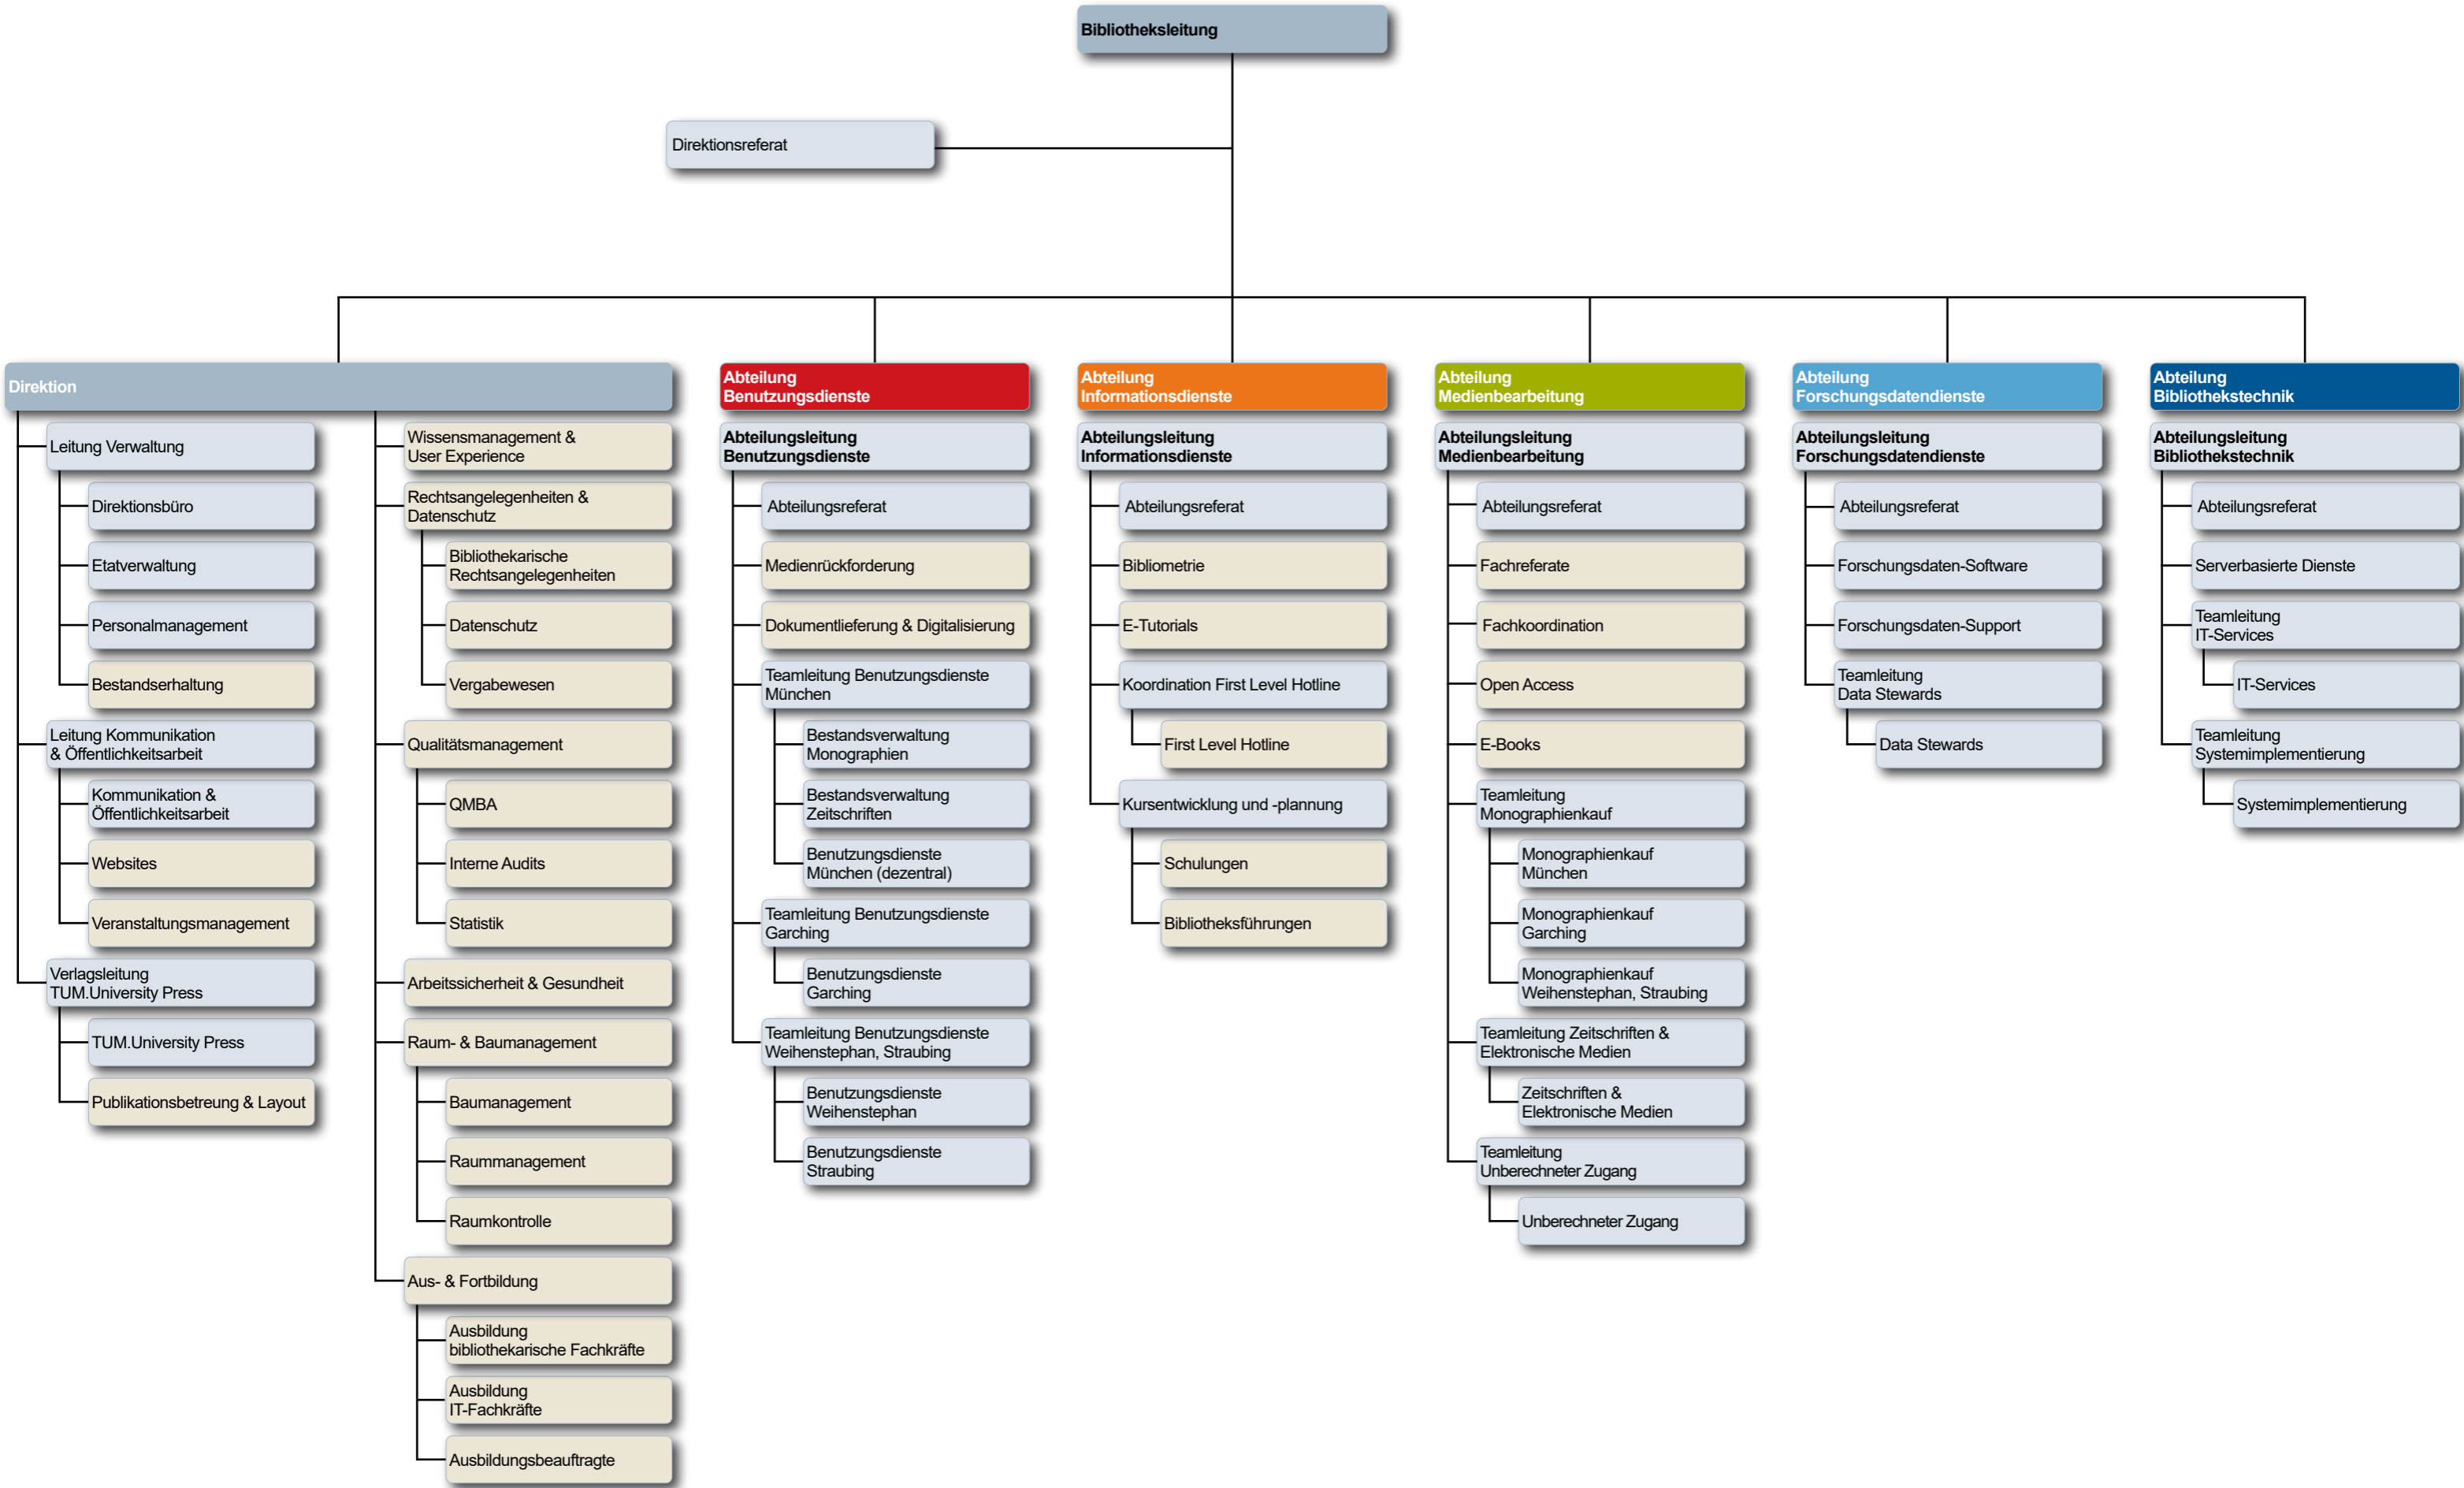 Bibliotheksleitung
Direktionsreferat
Direktion
Leitung Verwaltung
Direktionsbüro
Etatverwaltung
Personalmanagement
Bestandserhaltung
Leitung Kommunikation
& Öffentlichkeitsarbeit
Kommunikation &
Öffentlichkeitsarbeit
Websites
Veranstaltungsmanagement
Verlagsleitung
TUM.University Press
TUM.University Press
Publikationsbetreung & Layout
Wissensmanagement &
User Experience
Rechtsangelegenheiten &
Datenschutz
Bibliothekarische
Rechtsangelegenheiten
Datenschutz
Vergabewesen
Qualitätsmanagement
QMBA
Interne Audits
Statistik
Arbeitssicherheit & Gesundheit
Raum- & Baumanagement
Baumanagement
Raummanagement
Raumkontrolle
Aus- & Fortbildung
Ausbildung
bibliothekarische Fachkräfte
Ausbildung
IT-Fachkräfte
Ausbildungsbeauftragte
Abteilung
Benutzungsdienste
Abteilungsleitung
Benutzungsdienste
Abteilungsreferat
Medienrückforderung
Dokumentlieferung & Digitalisierung
Teamleitung Benutzungsdienste
München
Bestandsverwaltung
Monographien
Bestandsverwaltung
Zeitschriften
Benutzungsdienste
München (dezentral)
Teamleitung Benutzungsdienste
Garching
Benutzungsdienste
Garching
Teamleitung Benutzungsdienste
Weihenstephan, Straubing
Benutzungsdienste
Weihenstephan
Benutzungsdienste
Straubing
Abteilung
Informationsdienste
Abteilungsleitung
Informationsdienste
Abteilungsreferat
Bibliometrie
E-Tutorials
Koordination First Level Hotline
First Level Hotline
Kursentwicklung und -plannung
Schulungen
Bibliotheksführungen
Abteilung
Medienbearbeitung
Abteilungsleitung
Medienbearbeitung
Abteilungsreferat
Fachreferate
Fachkoordination
Open Access
E-Books
Teamleitung
Monographienkauf
Monographienkauf
München
Monographienkauf
Garching
Monographienkauf
Weihenstephan, Straubing
Teamleitung Zeitschriften &
Elektronische Medien
Zeitschriften &
Elektronische Medien
Teamleitung
Unberechneter Zugang
Unberechneter Zugang
Abteilung
Forschungsdatendienste
Abteilungsleitung
Forschungsdatendienste
Abteilungsreferat
Forschungsdaten-Software
Forschungsdaten-Support
Teamleitung
Data Stewards
Data Stewards
Abteilung
Bibliothekstechnik
Abteilungsleitung
Bibliothekstechnik
Abteilungsreferat
Serverbasierte Dienste
Teamleitung
IT-Services
IT-Services
Teamleitung
Systemimplementierung
Systemimplementierung